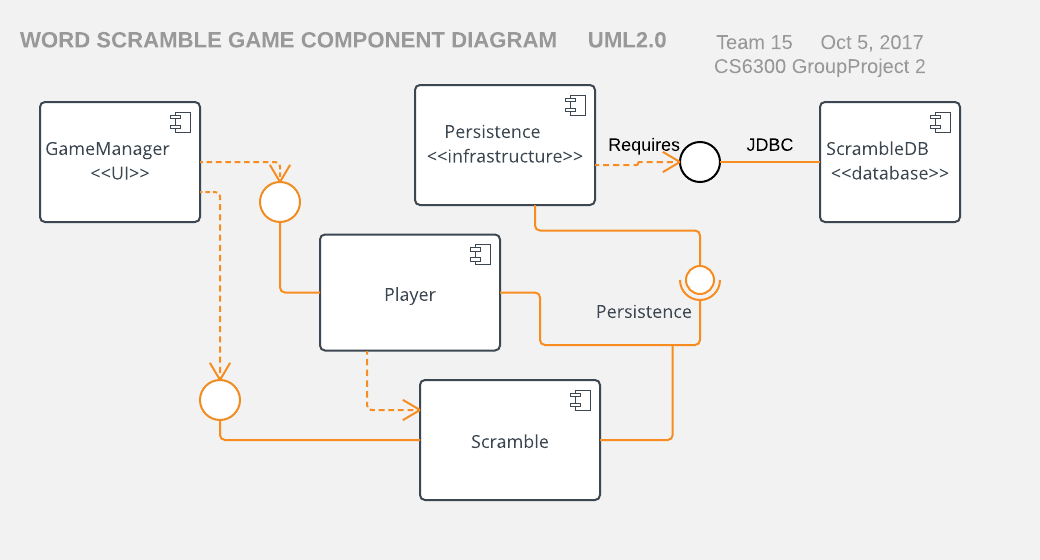 WORD SCRAMBLE GAME COMPONENT DIAGRAM UML2.0
Team 15 Oct 5, 2017
CS6300 GroupProject 2
GameManager
<<UI>>
Persistence
<<infrastructure>>
Requires
JDBC
ScrambleDB
<<database>>
Player
Persistence
Scramble